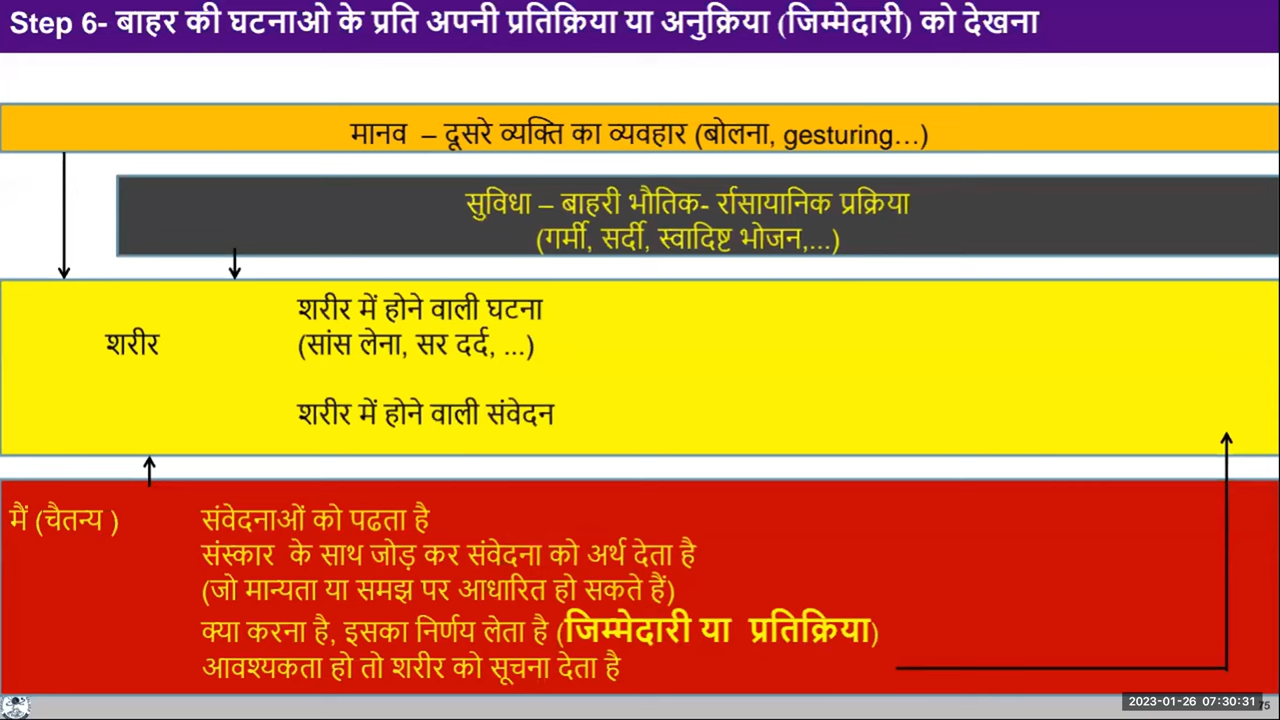 Step 6- बाहर की घटनाओ के प्रति अपनी प्रतिक्रिया या अनुक्रिया (जिम्मेदारी) को देखना
मानव – दूसरे व्यक्ति का व्यवहार (बोलना, gesturing…)
सुविधा – बाहरी भौतिक- र्रासायानिक प्रक्रिया
(गर्मी, सर्दी, स्वादिष्ट भोजन,...)
शरीर में होने वाली घटना
शरीर (सांस लेना, सर दर्द, ...)
शरीर में होने वाली संवेदन
मैं (चैतन्य ) संवेदनाओं को पढता है
संस्कार के साथ जोड़ कर संवेदना को अर्थ देता है
(जो मान्यता या समझ पर आधारित हो सकते हैं)
क्या करना है, इसका निर्णय लेता है (जिम्मेदारी या प्रतिक्रिया)
आवश्यकता हो तो शरीर को सूचना देता है
2023-01-26 07:30:31 75